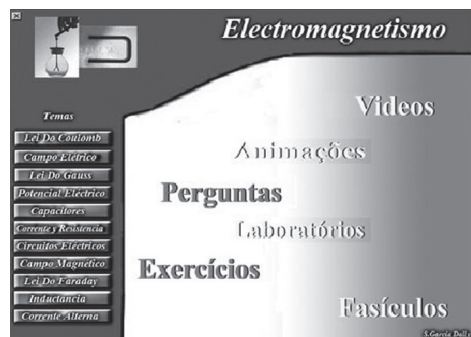 Electromagnetismo
Temas
Lei Do Coulomb
Campo Elétrico
Lei Do Gauss
Potencial Eléctrico
Capacitores
Corrente y Resistencia
Circuitos Eléctricos
Campo Magnético
Lei Do Faraday
Inductancia
Corrente Alterna
Videos
Animações
Perguntas
Laboratórios
Exercícios
Fasículos
S.García